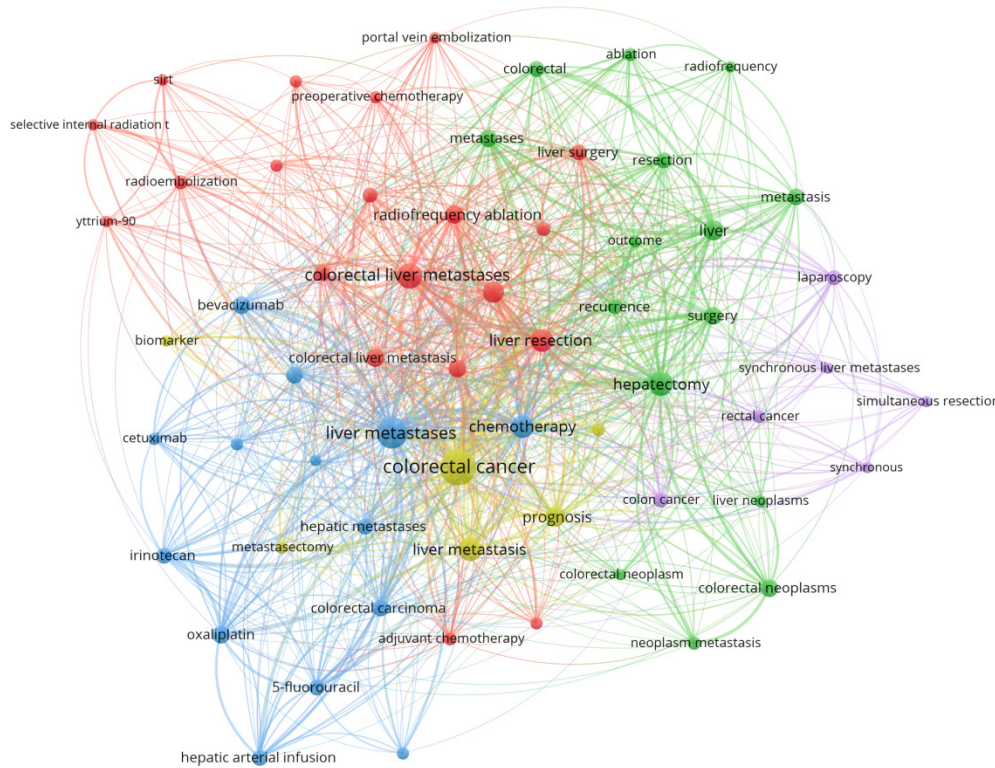 portal vein embolization
ablation
colorectal
radiofrequency
sirt
preoperative chemotherapy
selective internal radiation t
metastases
liver surgery
resection
radioembolization
metastasis
yttrium-90
radiofrequency ablation
liver
outcome
colorectal liver metastases
laparoscopy
bevacizumab
recurrence
surgery
biomarker
liver resection
colorectal liver metastasis
synchronous liver metastases
hepatectomy
simultaneous resection
rectal cancer
liver metastases
chemotherapy
cetuximab
colorectal cancer
synchronous
colon cancer
liver neoplasms
prognosis
hepatic metastases
metastasectomy
liver metastasis
irinotecan
colorectal neoplasm
colorectal neoplasms
colorectal carcinoma
oxaliplatin
adjuvant chemotherapy
neoplasm metastasis
5-fluorouracil
hepatic arterial infusion